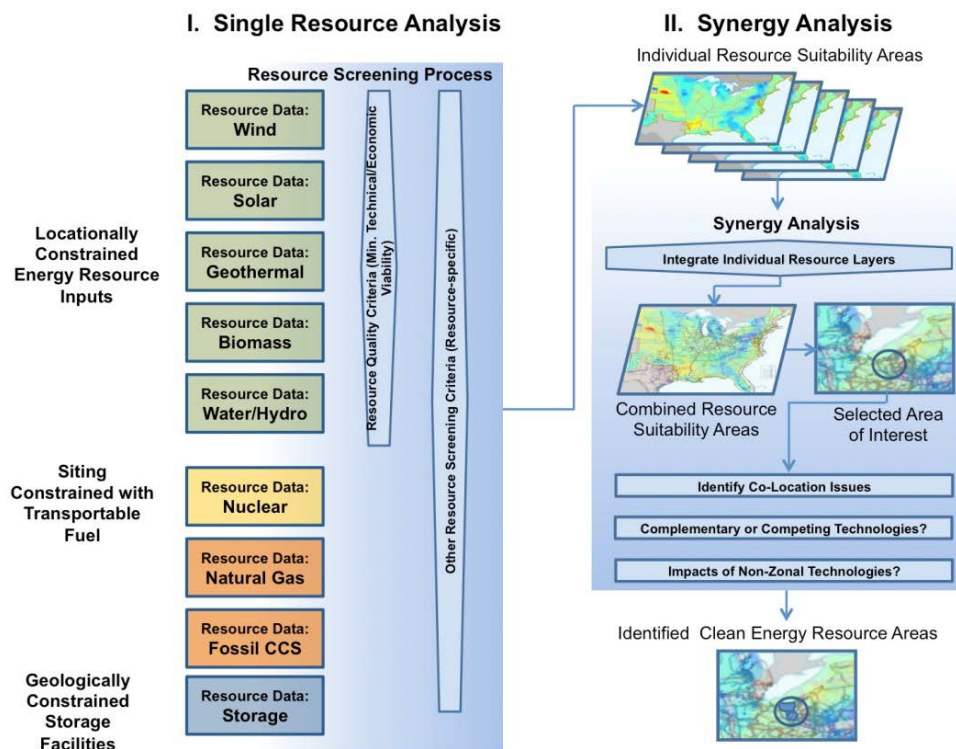 I. Single Resource Analysis
Resource Screening Process
Locationally
Constrained
Energy Resource
Inputs
Siting
Constrained with
Transportable
Fuel
Geologically
Constrained
Storage
Facilities
Resource Data:
Wind
Resource Data:
Solar
Resource Data:
Geothermal
Resource Data:
Biomass
Resource Data:
Water/Hydro
Resource Data:
Nuclear
Resource Data:
Natural Gas
Resource Data:
Fossil CCS
Resource Data:
Storage
Resource Quality Criteria (Min. Technical/Economic
Viability)
Other Resource Screening Criteria (Resource-specific)
II. Synergy Analysis
Individual Resource Suitability Areas
Synergy Analysis
Integrate Individual Resource Layers
Combined Resource
Suitability Areas
Selected Area
of Interest
Identify Co-Location Issues
Complementary or Competing Technologies?
Impacts of Non-Zonal Technologies?
Identified Clean Energy Resource Areas